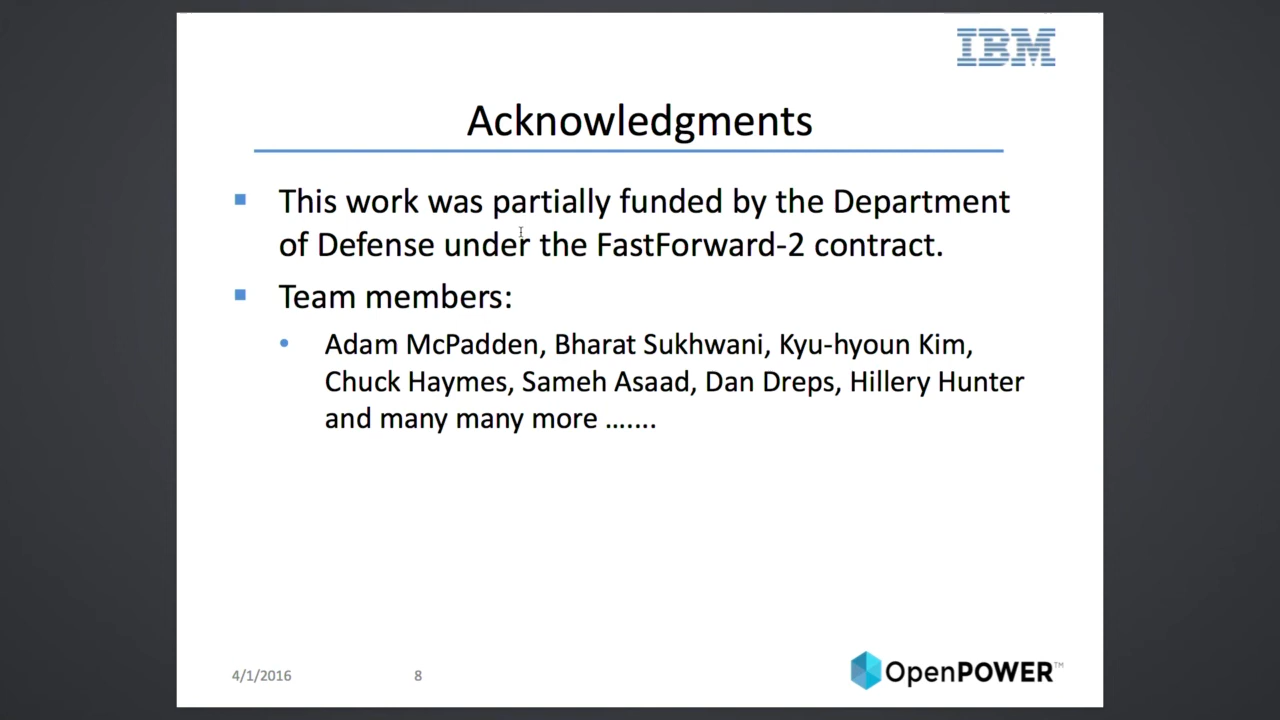 IBM
Acknowledgments
This work was partially funded by the Department
of Defense under the FastForward-2 contract.
Team members:
Adam McPadden, Bharat Sukhwani, Kyu-hyoun Kim,
Chuck Haymes, Sameh Asaad, Dan Dreps, Hillery Hunter
and many many more …....
4/1/2016 8
OpenPOWER™